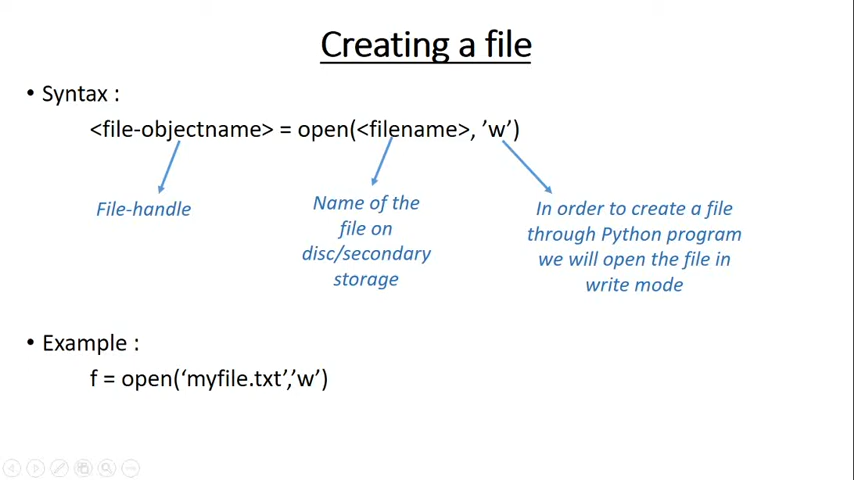 Creating a file
• Syntax :
<file-objectname> = open(<filename>, ’w’)
File-handle
Name of the
file on
disc/secondary
storage
In order to create a file
through Python program
we will open the file in
write mode
• Example :
f = open(‘myfile.txt’,’w’)